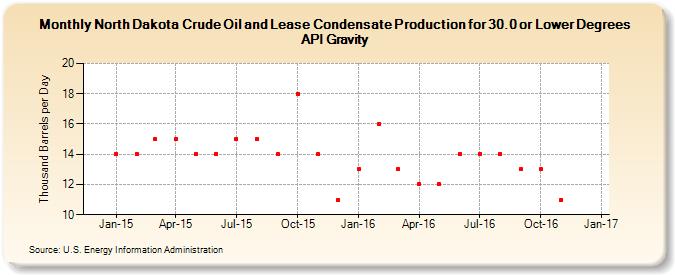 Monthly North Dakota Crude Oil and Lease Condensate Production for 30.0 or Lower Degrees
API Gravity
Thousand Barrels per Day
20
18
16
14
12
10
Jan-15 Apr-15 Jul-15 Oct-15 Jan-16 Apr-16 Jul-16 Oct-16 Jan-17
Source: U.S. Energy Information Administration